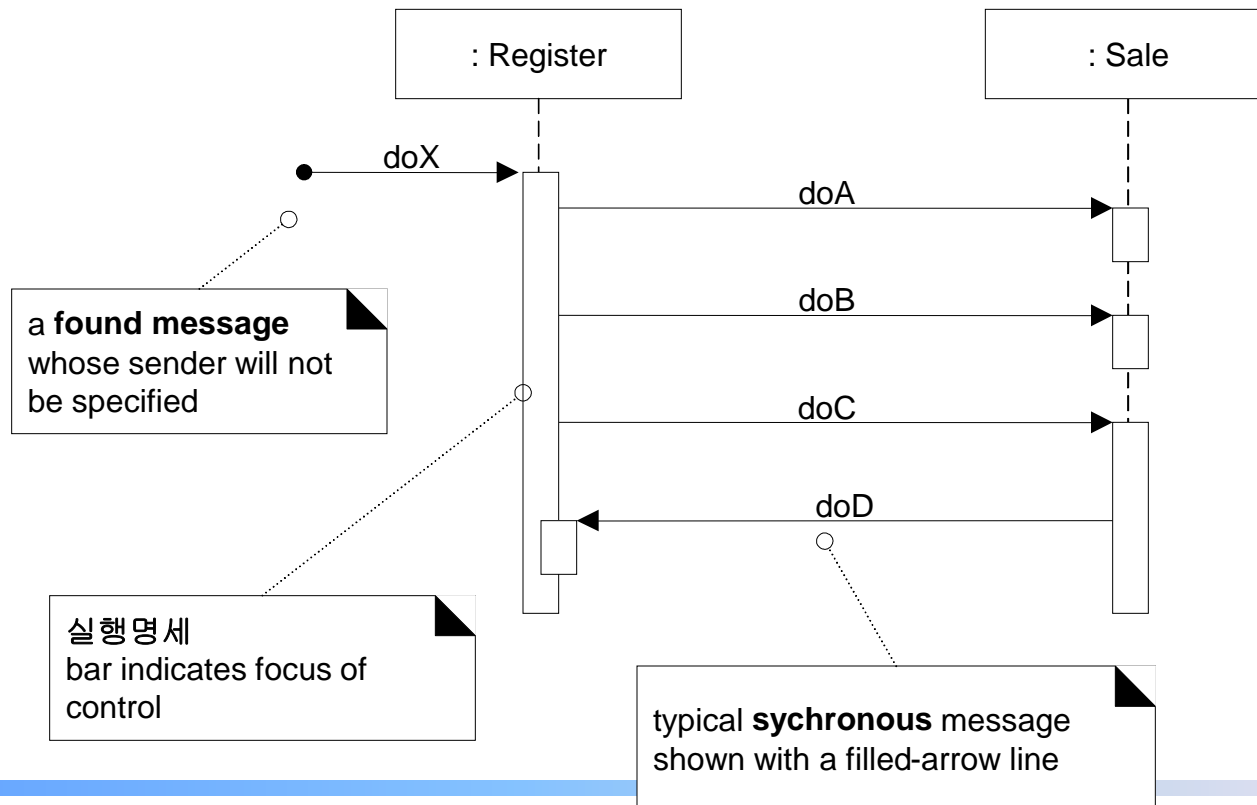 : Register
: Sale
doX
doA
a found message
whose sender will not
be specified
doB
doC
doD
실행명세
bar indicates focus of
control
typical sychronous message
shown with a filled-arrow line